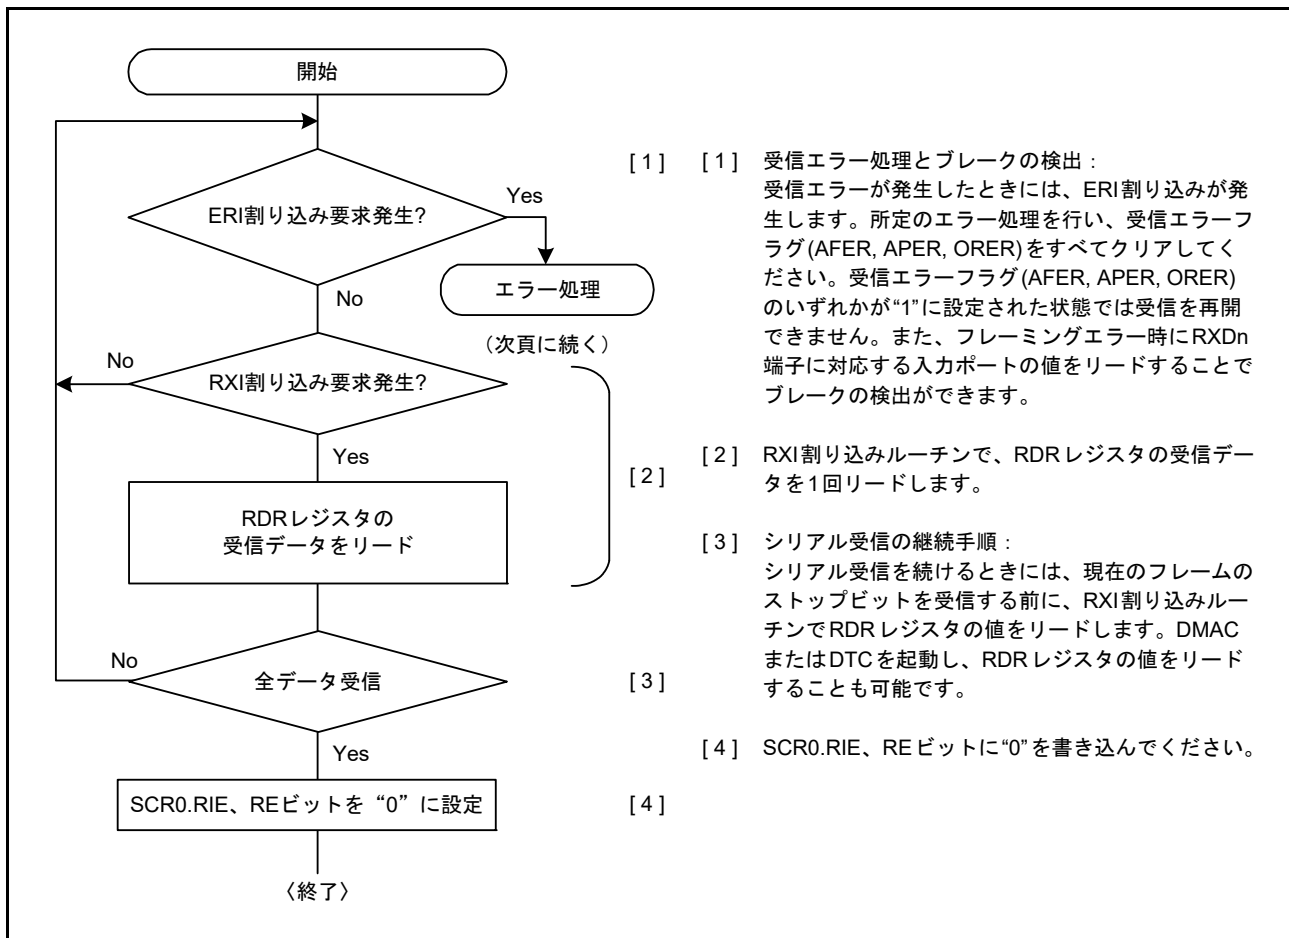 開始
ERI割り込み要求発生?
Yes
エラー処理
(次頁に続く)
No
RXI割り込み要求発生?
No
Yes
RDRレジスタの
受信データをリード
全データ受信
No
Yes
SCR0.RIE、REビットを“0”に設定
〈終了〉
[1]
[2]
[3]
[4]
[1] 受信エラー処理とブレークの検出：
受信エラーが発生したときには、ERI割り込みが発
生します。所定のエラー処理を行い、受信エラーフ
ラグ(AFER, APER, ORER)をすべてクリアしてく
ださい。受信エラーフラグ(AFER, APER, ORER)
のいずれかが“1”に設定された状態では受信を再開
できません。また、フレーミングエラー時にRXDn
端子に対応する入力ポートの値をリードすることで
ブレークの検出ができます。
[2] RXI割り込みルーチンで、RDRレジスタの受信デー
タを1回リードします。
[3] シリアル受信の継続手順：
シリアル受信を続けるときには、現在のフレームの
ストップビットを受信する前に、RXI割り込みルー
チンでRDRレジスタの値をリードします。DMAC
またはDTCを起動し、RDRレジスタの値をリード
することも可能です。
[4] SCR0.RIE、REビットに“0”を書き込んでください。